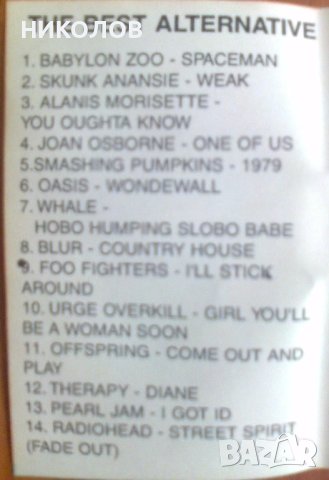 НИКОЛОВ
THE BEST ALTERNATIVE
1. BABYLON ZOO - SPACEMAN
2. SKUNK ANANSIE - WEAK
3. ALANIS MORISETTE -
YOU OUGHTA KNOW
4. JOAN OSBORNE - ONE OF US
5.SMASHING PUMPKINS - 1979
6. OASIS - WONDEWALL
7. WHALE -
HOBO HUMPING SLOBO BABE
8. BLUR - COUNTRY HOUSE
9. FOO FIGHTERS - I'LL STICK
AROUND
10. URGE OVERKILL - GIRL YOU'LL
BE A WOMAN SOON
11. OFFSPRING - COME OUT AND
PLAY
12. THERAPY - DIANE
13. PEARL JAM - I GOT ID
14. RADIOHEAD - STREET SPIRIT
(FADE OUT)
BAZAR